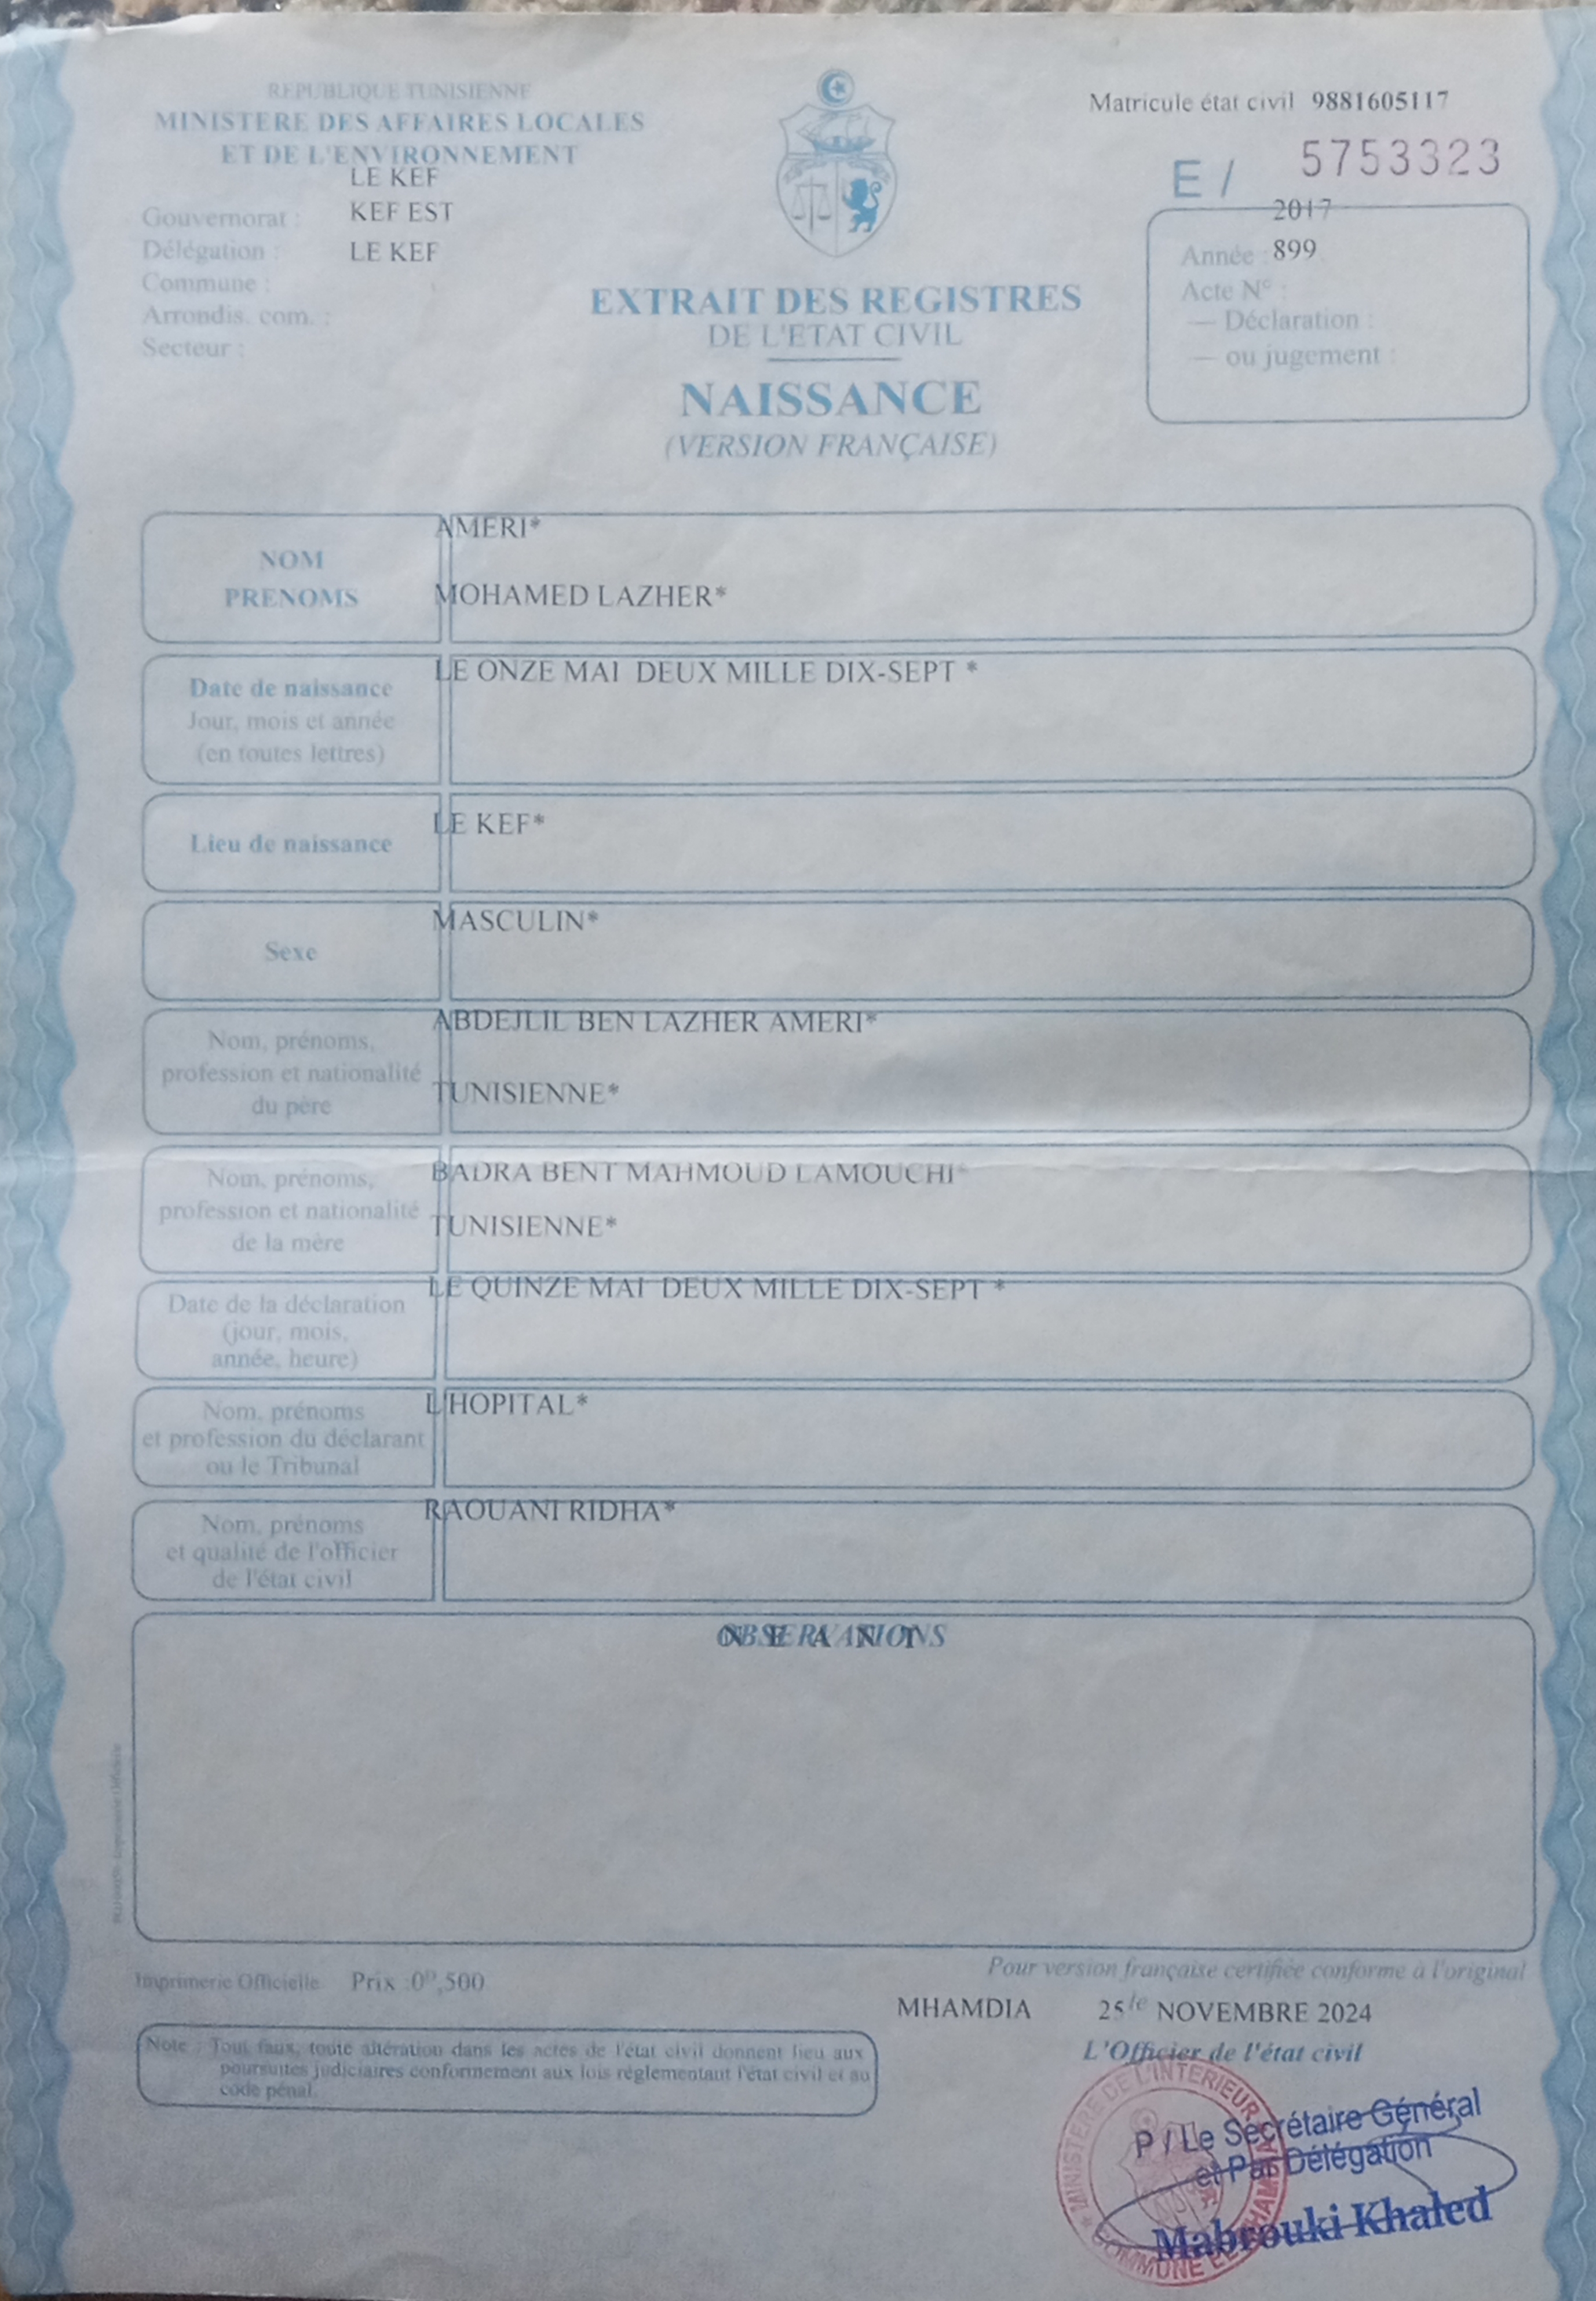 REPUBLIQUE TUNISIENNE
MINISTERE DES AFFAIRES LOCALES
ET DE L'ENVIRONNEMENT
LE KEF
Gouvernorat : KEF EST
Délégation : LE KEF
Commune :
Arrondis. com. :
Secteur :
Matricule état civil 9881605117
E / 5753323
2017
Année : 899
Acte N° :
— Déclaration :
— ou jugement :
EXTRAIT DES REGISTRES
DE L'ETAT CIVIL
NAISSANCE
(VERSION FRANÇAISE)
NOM
PRENOMS
AMERI*
MOHAMED LAZHER*
Date de naissance
Jour, mois et année
(en toutes lettres)
LE ONZE MAI DEUX MILLE DIX-SEPT *
Lieu de naissance
LE KEF*
Sexe
MASCULIN*
Nom, prénoms,
profession et nationalité
du père
ABDEJLIL BEN LAZHER AMERI*
TUNISIENNE*
Nom, prénoms,
profession et nationalité
de la mère
BADRA BENT MAHMOUD LAMOUCHI*
TUNISIENNE*
Date de la déclaration
(jour, mois,
année, heure)
LE QUINZE MAI DEUX MILLE DIX-SEPT *
Nom, prénoms
et profession du déclarant
ou le Tribunal
L'HOPITAL*
Nom, prénoms
et qualité de l'officier
de l'état civil
RAOUANI RIDHA*
OBSERVATIONS
N E A N T
Imprimerie Officielle Prix :0ᴰ,500
Pour version française certifiée conforme à l'original
MHAMDIA 25 le NOVEMBRE 2024
L'Officier de l'état civil
Note : Tout faux, toute altération dans les actes de l'état civil donnent lieu aux
poursuites judiciaires conformement aux lois réglementant l'état civil et au
code pénal.
MINISTERE DE L'INTERIEUR
COMMUNE
P / Le Secrétaire Général
et Par Délégation
Mabrouki Khaled